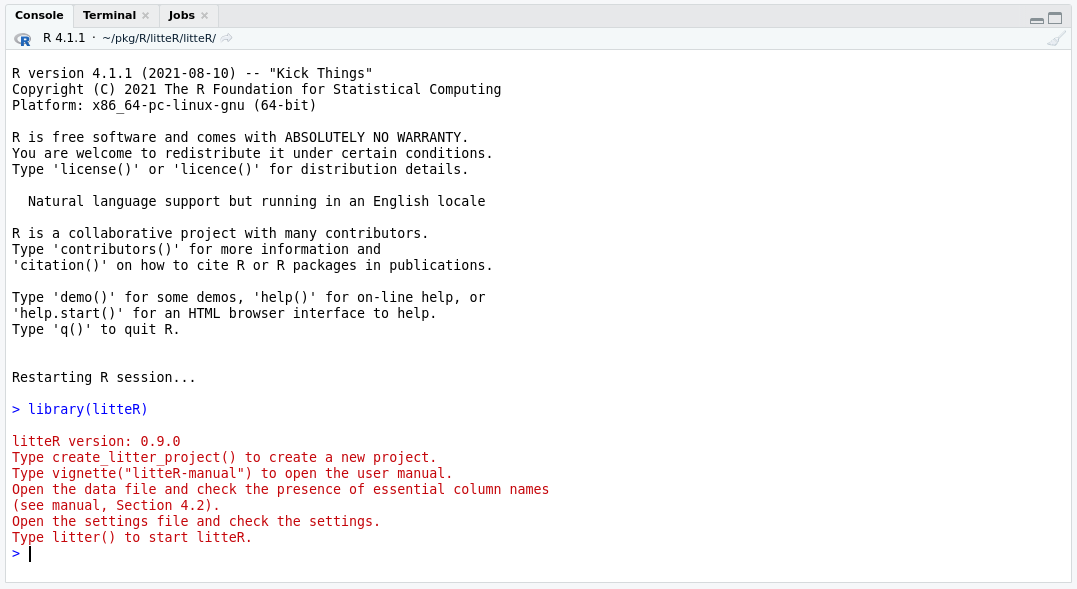 Console Terminal Jobs
R 4.1.1 · ~/pkg/R/litteR/litteR/
R version 4.1.1 (2021-08-10) -- "Kick Things"
Copyright (C) 2021 The R Foundation for Statistical Computing
Platform: x86_64-pc-linux-gnu (64-bit)
R is free software and comes with ABSOLUTELY NO WARRANTY.
You are welcome to redistribute it under certain conditions.
Type 'license()' or 'licence()' for distribution details.
Natural language support but running in an English locale
R is a collaborative project with many contributors.
Type 'contributors()' for more information and
'citation()' on how to cite R or R packages in publications.
Type 'demo()' for some demos, 'help()' for on-line help, or
'help.start()' for an HTML browser interface to help.
Type 'q()' to quit R.
Restarting R session...
> library(litteR)
litteR version: 0.9.0
Type create_litter_project() to create a new project.
Type vignette("litteR-manual") to open the user manual.
Open the data file and check the presence of essential column names
(see manual, Section 4.2).
Open the settings file and check the settings.
Type litter() to start litteR.
>